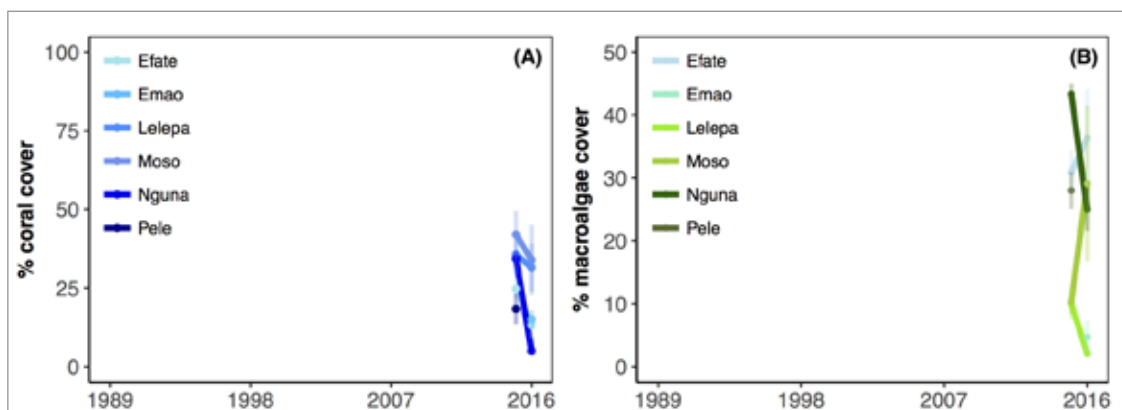 % coral cover
100
75
50
25
0
Efate
Emao
Lelepa
Moso
Nguna
Pele
(A)
1989 1998 2007 2016
% macroalgae cover
50
40
30
20
10
0
Efate
Emao
Lelepa
Moso
Nguna
Pele
(B)
1989 1998 2007 2016